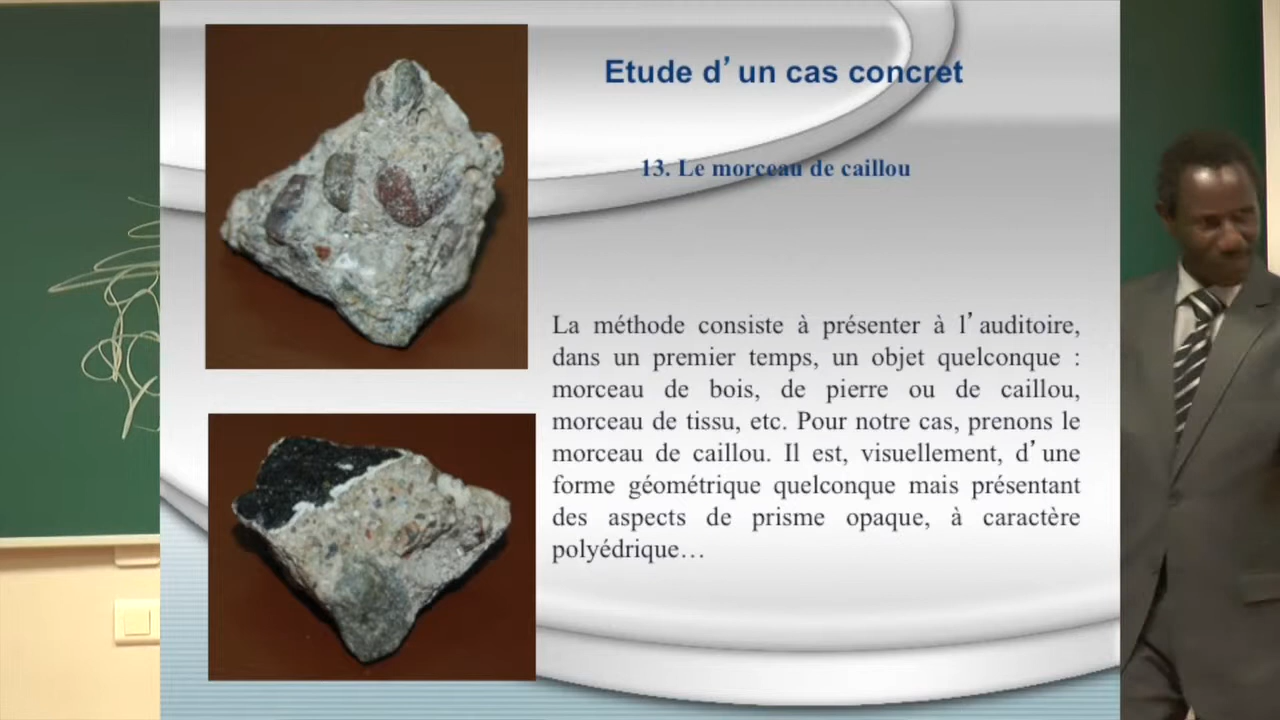 Etude d’un cas concret
13. Le morceau de caillou
La méthode consiste à présenter à l’auditoire,
dans un premier temps, un objet quelconque :
morceau de bois, de pierre ou de caillou,
morceau de tissu, etc. Pour notre cas, prenons le
morceau de caillou. Il est, visuellement, d’une
forme géométrique quelconque mais présentant
des aspects de prisme opaque, à caractère
polyédrique…